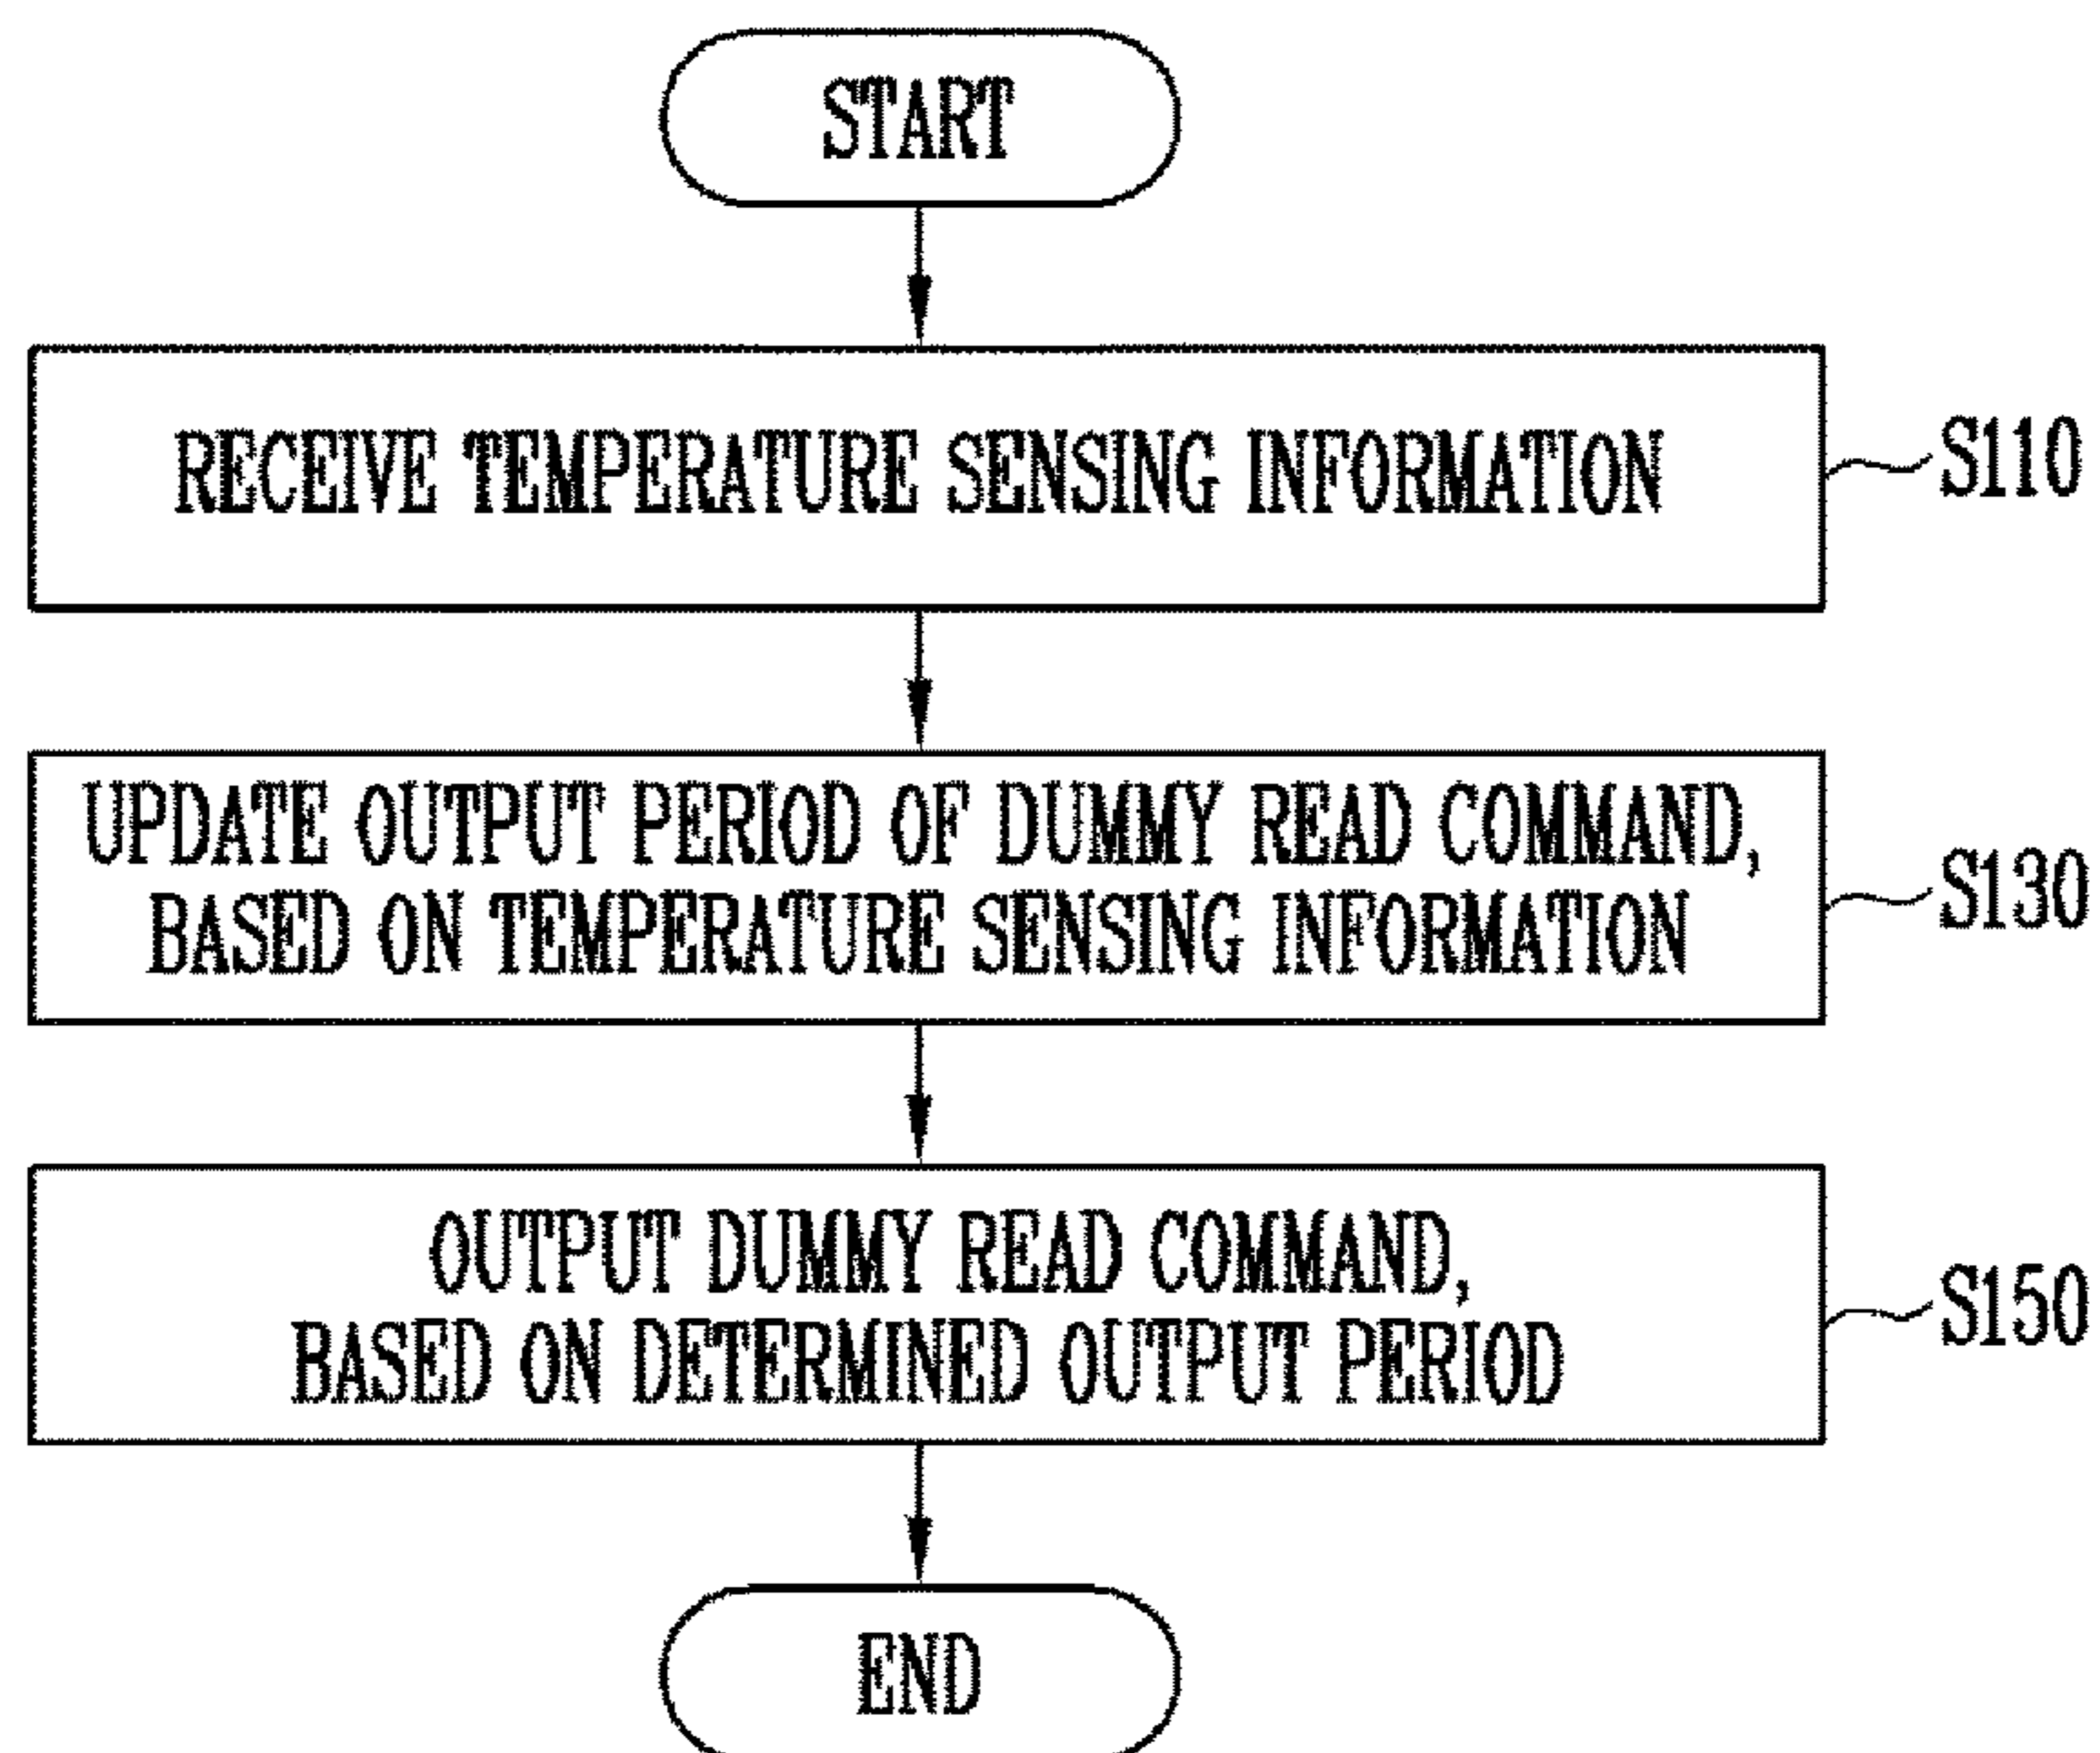 START
RECEIVE TEMPERATURE SENSING INFORMATION
S110
UPDATE OUTPUT PERIOD OF DUMMY READ COMMAND,
BASED ON TEMPERATURE SENSING INFORMATION
S130
OUTPUT DUMMY READ COMMAND,
BASED ON DETERMINED OUTPUT PERIOD
S150
END